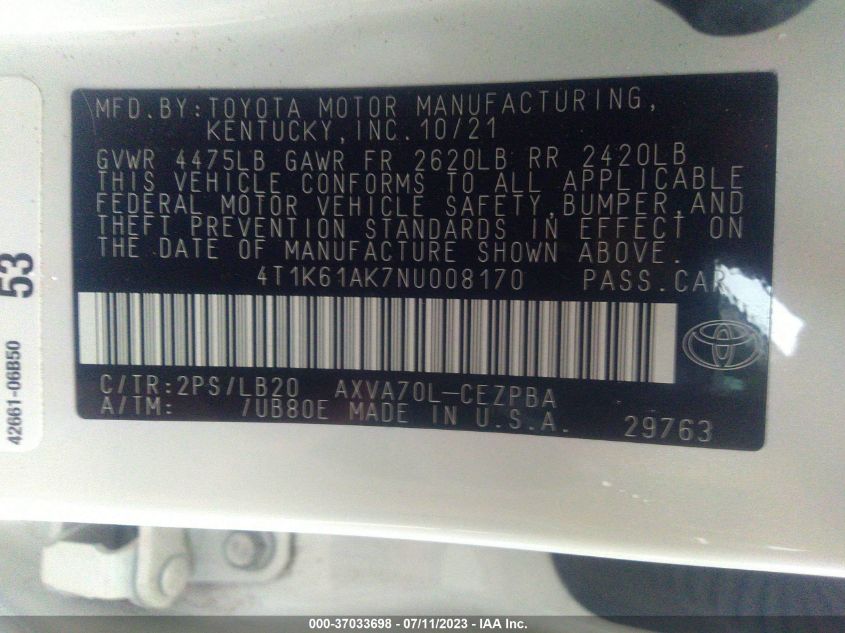 MFD.BY:TOYOTA MOTOR MANUFACTURING,
KENTUCKY,INC.10/21
GVWR 4475LB GAWR FR 2620LB RR 2420LB
THIS VEHICLE CONFORMS TO ALL APPLICABLE
FEDERAL MOTOR VEHICLE SAFETY,BUMPER,AND
THEFT PREVENTION STANDARDS IN EFFECT ON
THE DATE OF MANUFACTURE SHOWN ABOVE.
4T1K61AK7NU008170 PASS.CAR
C/TR:2PS/LB20 AXVA70L-CEZPBA
A/TM: /UB80E MADE IN U.S.A. 29763
53
42661-06B50
000-37033698 - 07/11/2023 - IAA Inc.